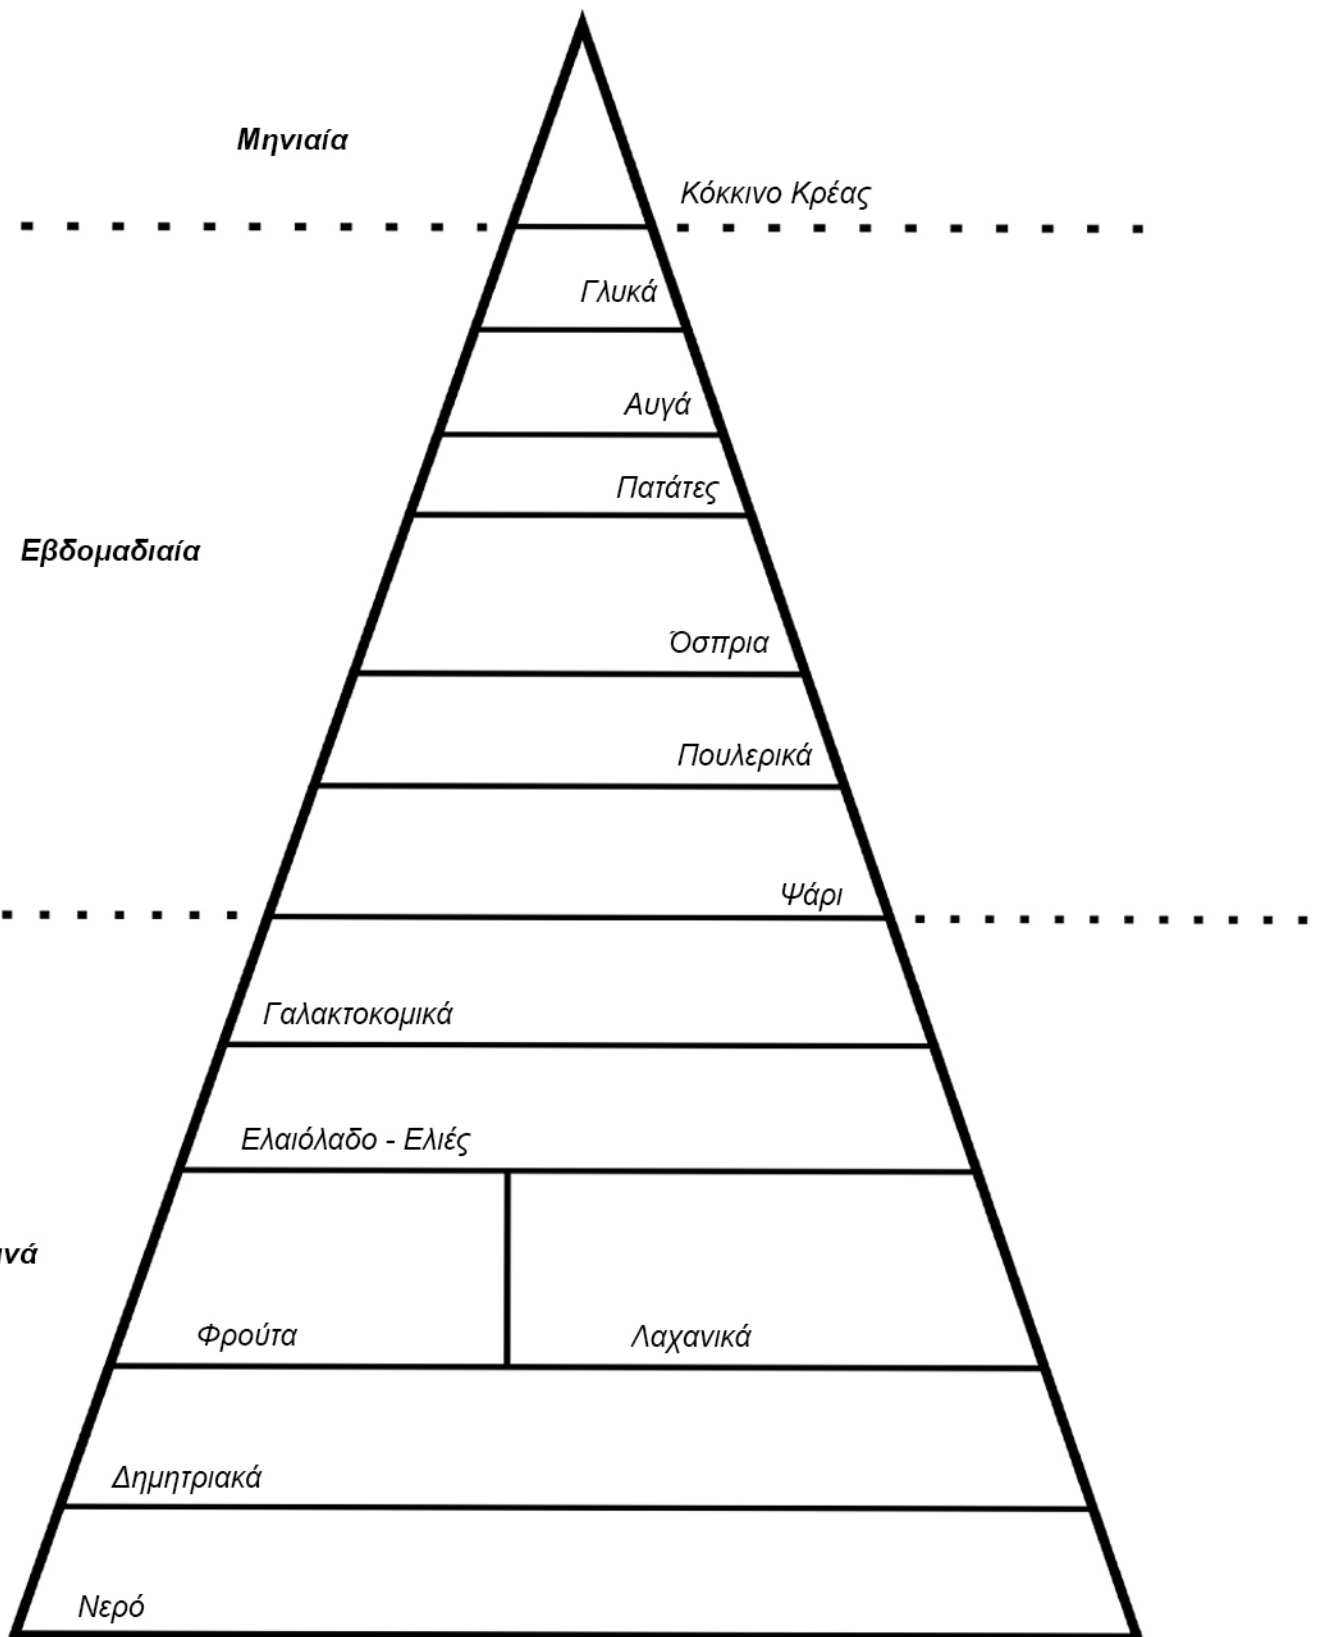 Μηνιαία
Κόκκινο Κρέας
Γλυκά
Αυγά
Πατάτες
Εβδομαδιαία
Όσπρια
Πουλερικά
Ψάρι
Γαλακτοκομικά
Ελαιόλαδο - Ελιές
Φρούτα
Λαχανικά
Δημητριακά
Νερό